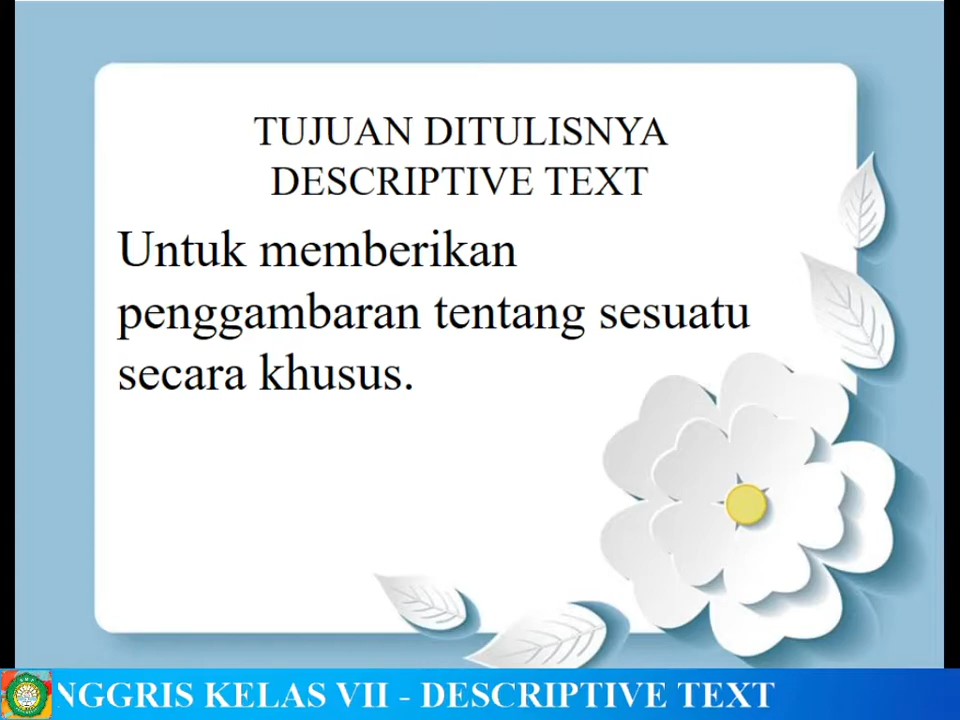 TUJUAN DITULISNYA
DESCRIPTIVE TEXT
Untuk memberikan
penggambaran tentang sesuatu
secara khusus.
NGGRIS KELAS VII - DESCRIPTIVE TEXT